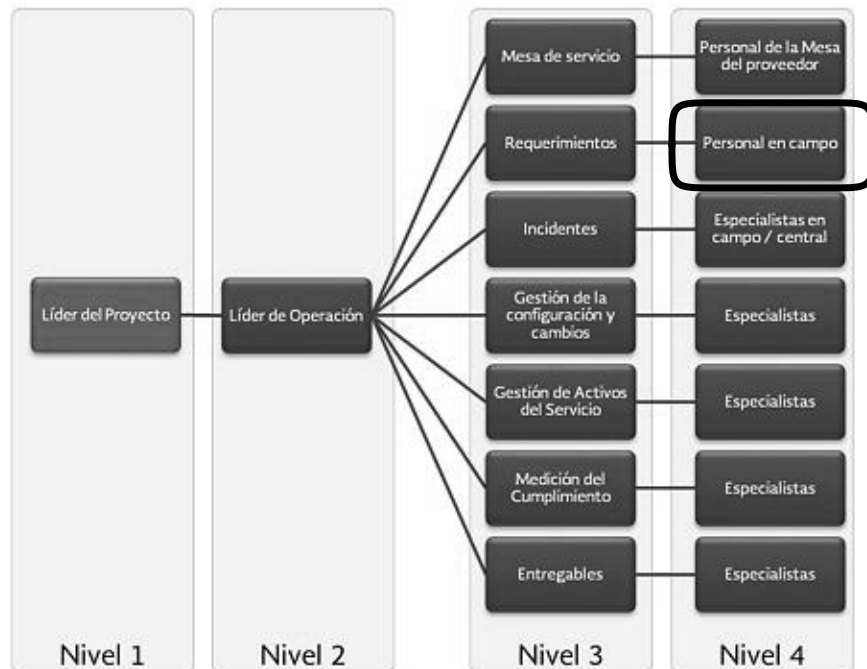 Mesa de servicio
Personal de la Mesa
del proveedor
Requerimientos
Personal en campo
Incidentes
Especialistas en
campo / central
Líder del Proyecto
Líder de Operación
Gestión de la
configuración y
cambios
Especialistas
Gestión de Activos
del Servicio
Especialistas
Medición del
Cumplimiento
Especialistas
Entregables
Especialistas
Nivel 1
Nivel 2
Nivel 3
Nivel 4